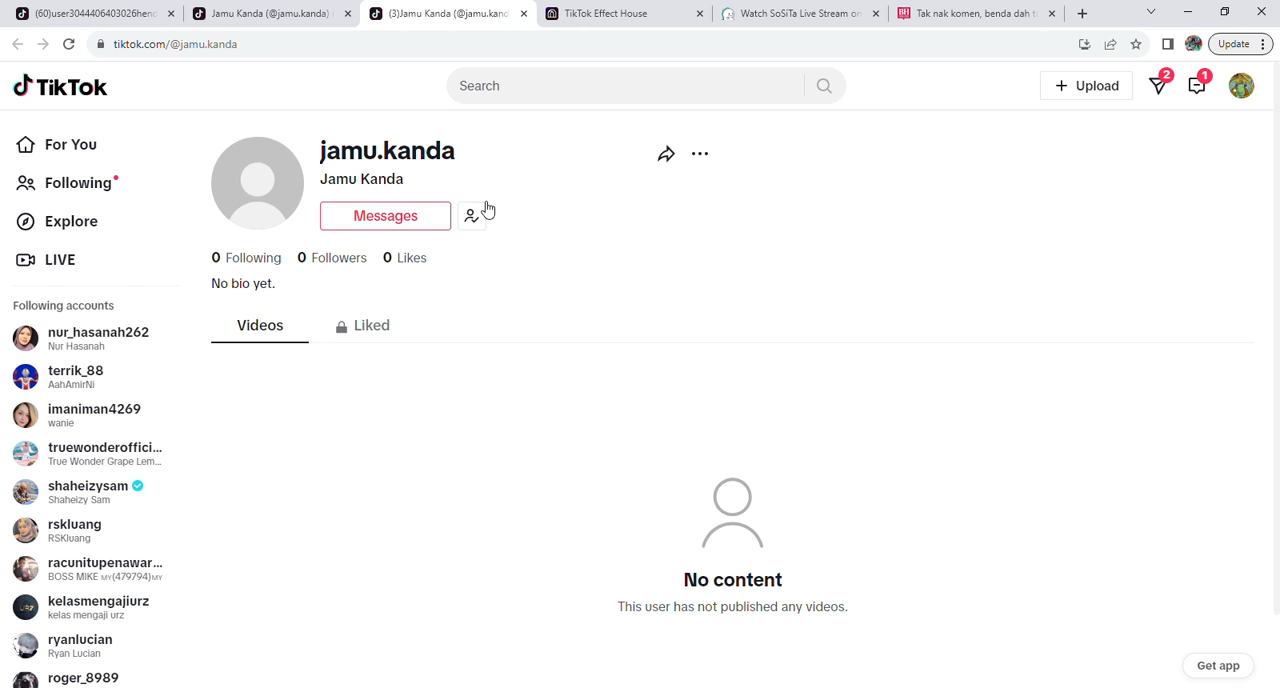 (60)user3044406403026hen
Jamu Kanda (@jamu.kanda)
(3)Jamu Kanda (@jamu.kand
TikTok Effect House
Watch SoSiTa Live Stream on
Tak nak komen, benda dah t
tiktok.com/@jamu.kanda
Update
TikTok
Search
Upload
2
1
For You
Following
Explore
LIVE
Following accounts
nur_hasanah262
Nur Hasanah
terrik_88
AahAmirNi
imaniman4269
wanie
truewonderoffici...
True Wonder Grape Lem...
shaheizysam
Shaheizy Sam
rskluang
RSKluang
racunitupenawar...
BOSS MIKE MY(479794)MY
kelasmengajiurz
kelas mengaji urz
ryanlucian
Ryan Lucian
roger_8989
jamu.kanda
Jamu Kanda
Messages
0 Following 0 Followers 0 Likes
No bio yet.
Videos
Liked
No content
This user has not published any videos.
Get app